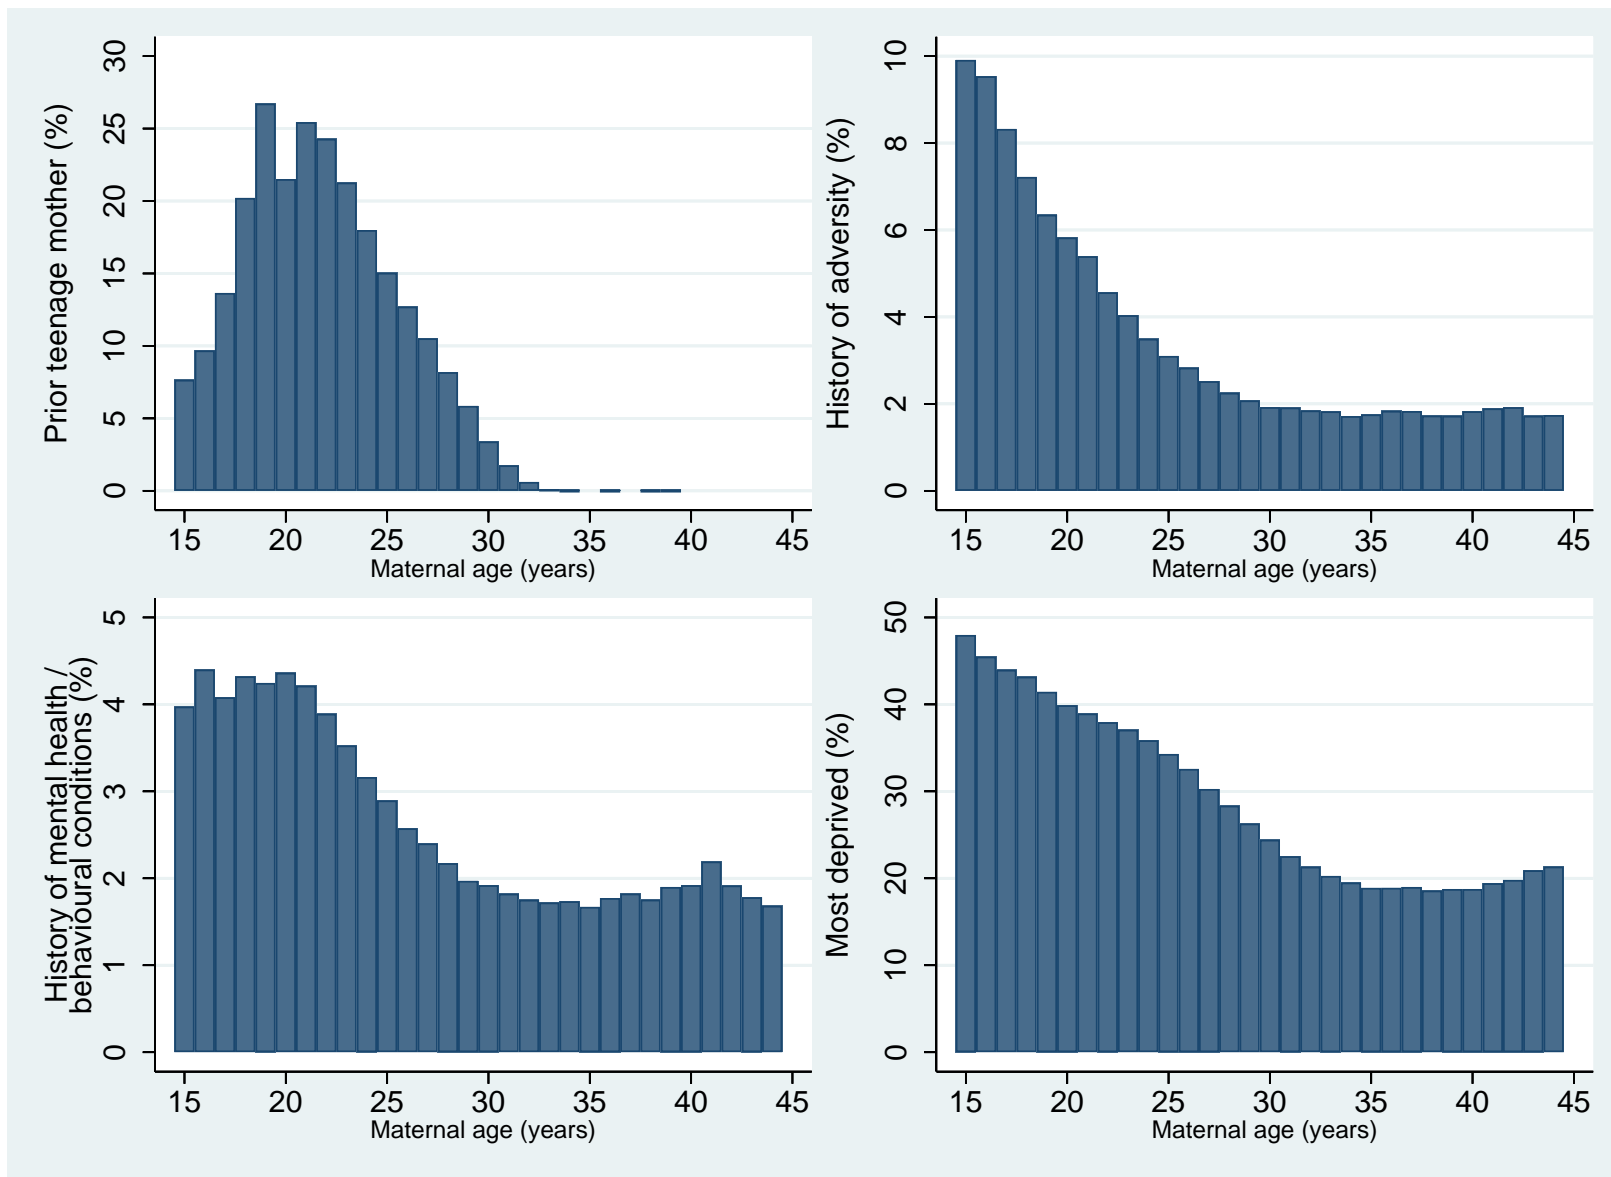 Prior teenage mother (%)
30
25
20
15
10
5
0
15 20 25 30 35 40 45
Maternal age (years)
History of adversity (%)
10
8
6
4
2
0
15 20 25 30 35 40 45
Maternal age (years)
History of mental health /
behavioural conditions (%)
5
4
3
2
1
0
15 20 25 30 35 40 45
Maternal age (years)
Most deprived (%)
50
40
30
20
10
0
15 20 25 30 35 40 45
Maternal age (years)